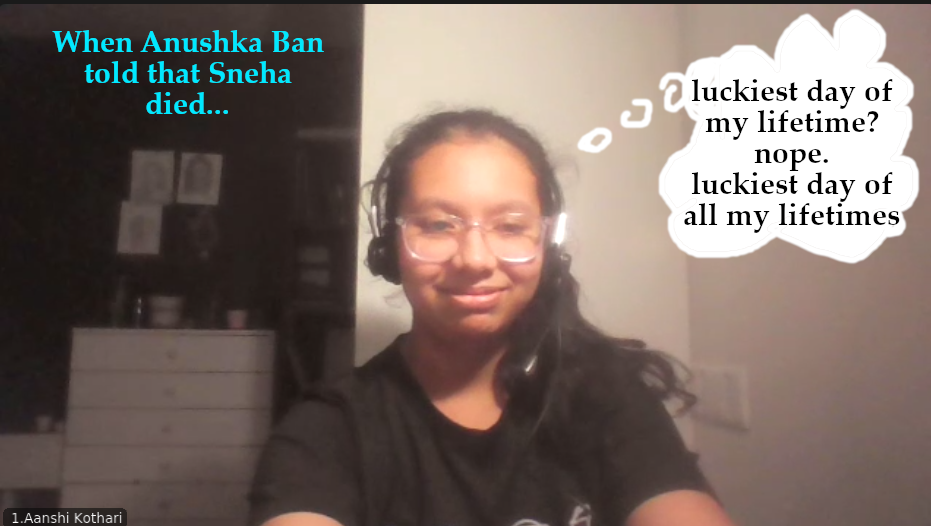 When Anushka Ban
told that Sneha
died...
luckiest day of
my lifetime?
nope.
luckiest day of
all my lifetimes
1.Aanshi Kothari